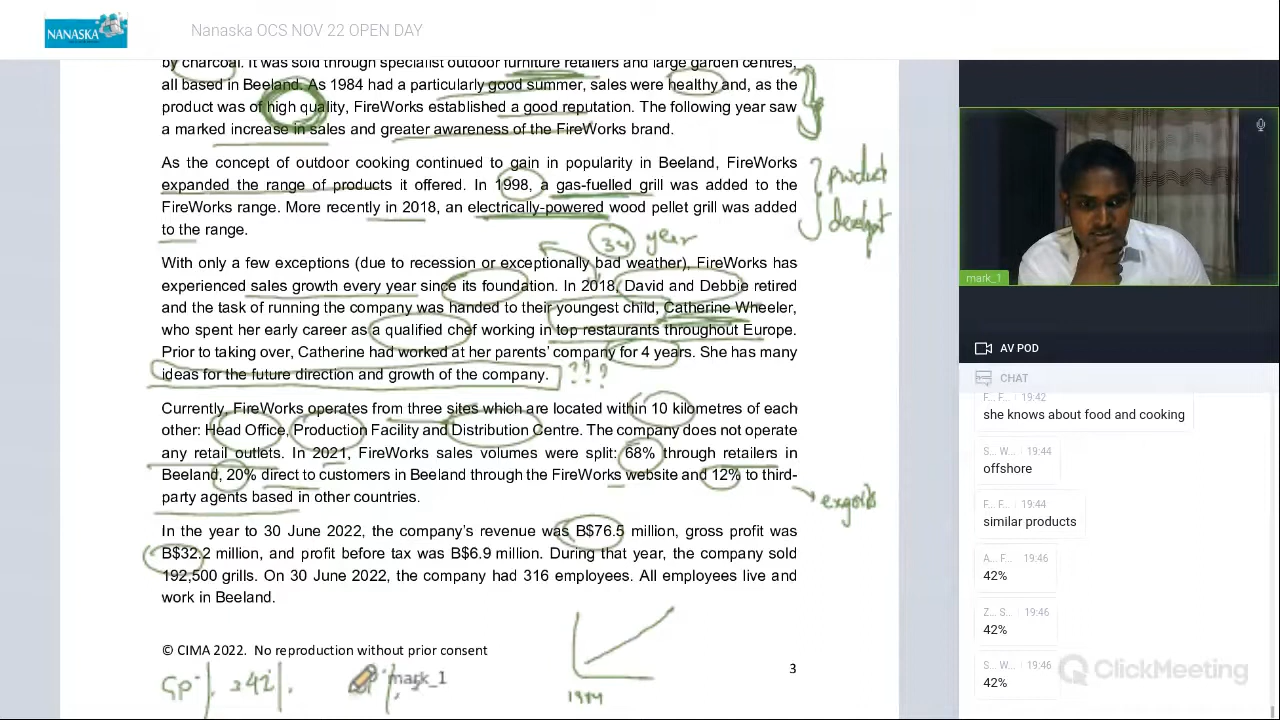 NANASKA
Nanaska OCS NOV 22 OPEN DAY
by charcoal. It was sold through specialist outdoor furniture retailers and large garden centres,
all based in Beeland. As 1984 had a particularly good summer, sales were healthy and, as the
product was of high quality, FireWorks established a good reputation. The following year saw
a marked increase in sales and greater awareness of the FireWorks brand.
As the concept of outdoor cooking continued to gain in popularity in Beeland, FireWorks
expanded the range of products it offered. In 1998, a gas-fuelled grill was added to the
FireWorks range. More recently in 2018, an electrically-powered wood pellet grill was added
to the range.
product
34 year
With only a few exceptions (due to recession or exceptionally bad weather), FireWorks has
experienced sales growth every year since its foundation. In 2018, David and Debbie retired
and the task of running the company was handed to their youngest child, Catherine Wheeler,
who spent her early career as a qualified chef working in top restaurants throughout Europe.
Prior to taking over, Catherine had worked at her parents' company for 4 years. She has many
ideas for the future direction and growth of the company.
???
Currently, FireWorks operates from three sites which are located within 10 kilometres of each
other: Head Office, Production Facility and Distribution Centre. The company does not operate
any retail outlets. In 2021, FireWorks sales volumes were split: 68% through retailers in
Beeland, 20% direct to customers in Beeland through the FireWorks website and 12% to third-
party agents based in other countries.
In the year to 30 June 2022, the company's revenue was B$76.5 million, gross profit was
B$32.2 million, and profit before tax was B$6.9 million. During that year, the company sold
192,500 grills. On 30 June 2022, the company had 316 employees. All employees live and
work in Beeland.
© CIMA 2022. No reproduction without prior consent
3
GP%. 42%.
mark_1
1984
mark_1
AV POD
CHAT
F... F... 19:42
she knows about food and cooking
S... W... 19:44
offshore
F... F... 19:44
similar products
A... F... 19:46
42%
Z... S... 19:46
42%
S... W... 19:46
42%
ClickMeeting